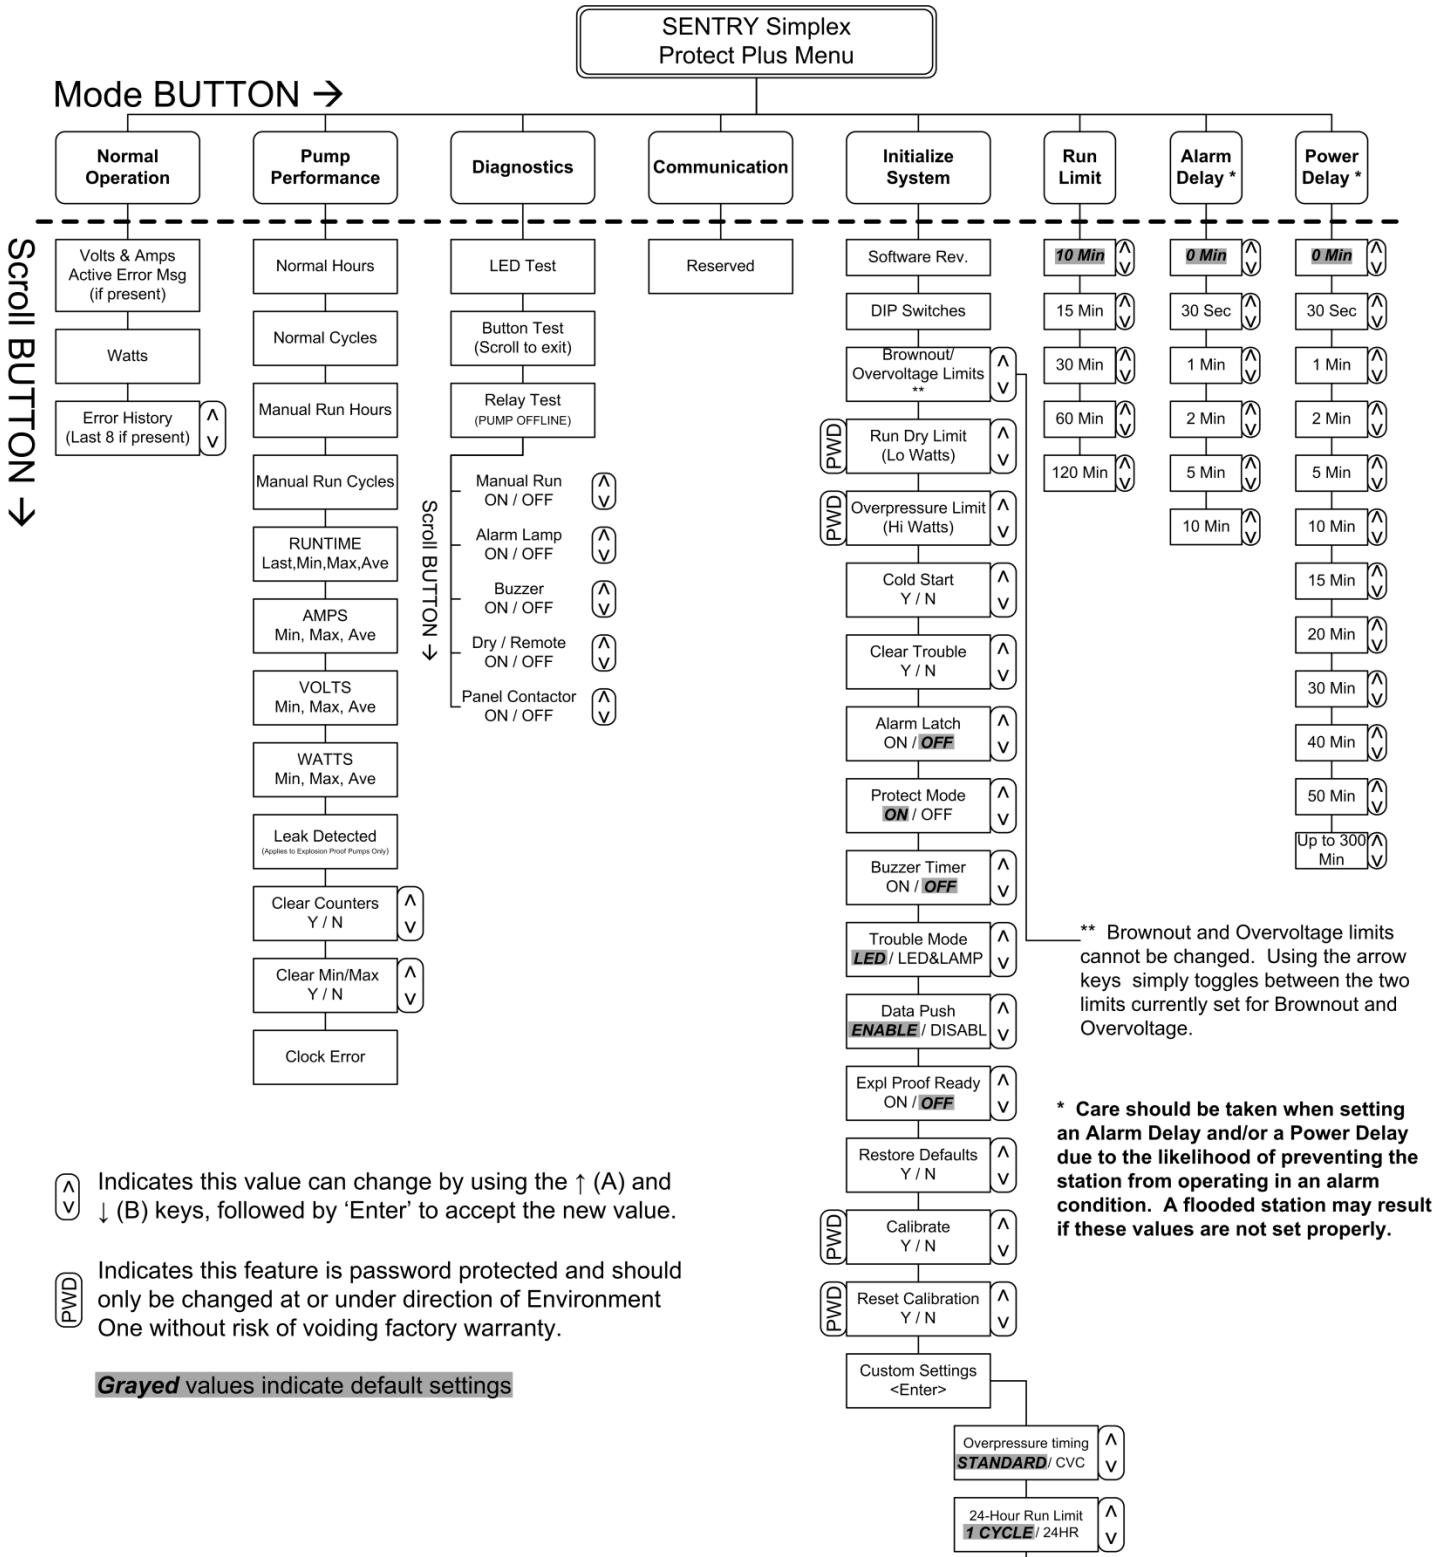 SENTRY Simplex
Protect Plus Menu
Mode BUTTON →
Normal
Operation
Pump
Performance
Diagnostics
Communication
Initialize
System
Run
Limit
Alarm
Delay *
Power
Delay *
Scroll BUTTON →
Volts & Amps
Active Error Msg
(if present)
Watts
Error History
(Last 8 if present)
Normal Hours
Normal Cycles
Manual Run Hours
Manual Run Cycles
RUNTIME
Last,Min,Max,Ave
AMPS
Min, Max, Ave
VOLTS
Min, Max, Ave
WATTS
Min, Max, Ave
Leak Detected
(Applies to Explosion Proof Pumps Only)
Clear Counters
Y / N
Clear Min/Max
Y / N
Clock Error
LED Test
Button Test
(Scroll to exit)
Relay Test
(PUMP OFFLINE)
Scroll BUTTON →
Manual Run
ON / OFF
Alarm Lamp
ON / OFF
Buzzer
ON / OFF
Dry / Remote
ON / OFF
Panel Contactor
ON / OFF
Reserved
Software Rev.
DIP Switches
Brownout/
Overvoltage Limits
**
PWD
Run Dry Limit
(Lo Watts)
PWD
Overpressure Limit
(Hi Watts)
Cold Start
Y / N
Clear Trouble
Y / N
Alarm Latch
ON / OFF
Protect Mode
ON / OFF
Buzzer Timer
ON / OFF
Trouble Mode
LED / LED&LAMP
Data Push
ENABLE / DISABL
Expl Proof Ready
ON / OFF
Restore Defaults
Y / N
PWD
Calibrate
Y / N
PWD
Reset Calibration
Y / N
Custom Settings
<Enter>
Overpressure timing
STANDARD/ CVC
24-Hour Run Limit
1 CYCLE / 24HR
10 Min
15 Min
30 Min
60 Min
120 Min
0 Min
30 Sec
1 Min
2 Min
5 Min
10 Min
0 Min
30 Sec
1 Min
2 Min
5 Min
10 Min
15 Min
20 Min
30 Min
40 Min
50 Min
Up to 300
Min
** Brownout and Overvoltage limits
cannot be changed. Using the arrow
keys simply toggles between the two
limits currently set for Brownout and
Overvoltage.
* Care should be taken when setting
an Alarm Delay and/or a Power Delay
due to the likelihood of preventing the
station from operating in an alarm
condition. A flooded station may result
if these values are not set properly.
Indicates this value can change by using the ↑ (A) and
↓ (B) keys, followed by ‘Enter’ to accept the new value.
PWD
Indicates this feature is password protected and should
only be changed at or under direction of Environment
One without risk of voiding factory warranty.
Grayed values indicate default settings